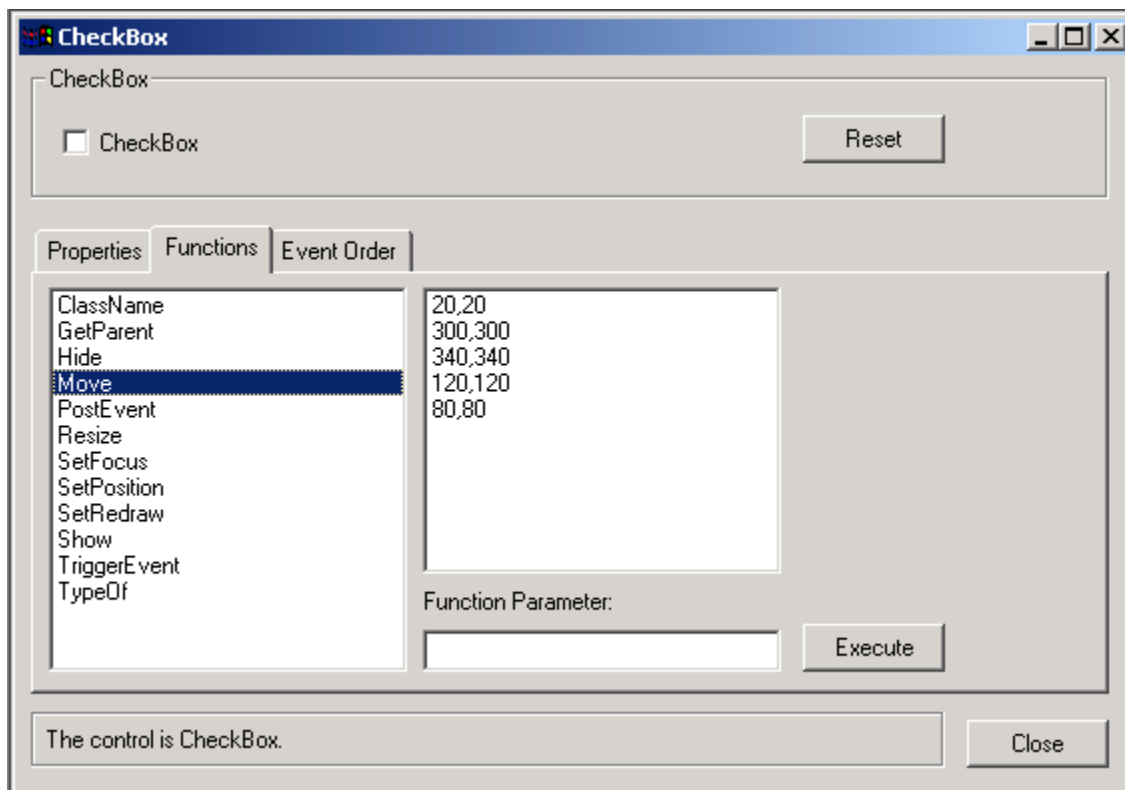 CheckBox
CheckBox
CheckBox
Reset
Properties Functions Event Order
ClassName
GetParent
Hide
Move
PostEvent
Resize
SetFocus
SetPosition
SetRedraw
Show
TriggerEvent
TypeOf
20,20
300,300
340,340
120,120
80,80
Function Parameter:
Execute
The control is CheckBox.
Close